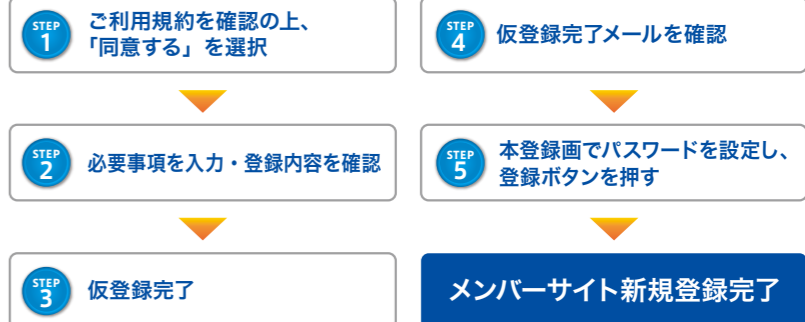 STEP
1
ご利用規約を確認の上、
「同意する」を選択
STEP
2
必要事項を入力・登録内容を確認
STEP
3
仮登録完了
STEP
4
仮登録完了メールを確認
STEP
5
本登録画でパスワードを設定し、
登録ボタンを押す
メンバーサイト新規登録完了